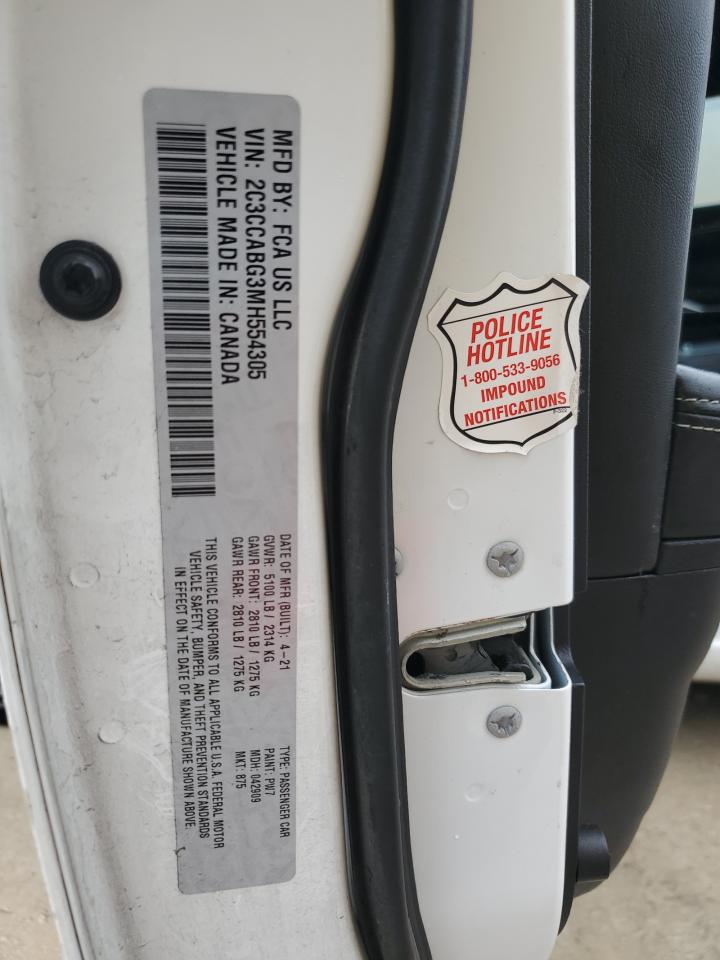 MFD BY: FCA US LLC
VIN: 2C3CCABG3MH554305
VEHICLE MADE IN: CANADA
DATE OF MFR (BUILT): 4-21
GVWR: 5100 LB / 2314 KG
GAWR FRONT: 2810 LB / 1275 KG
GAWR REAR: 2810 LB / 1275 KG
TYPE: PASSENGER CAR
PAINT: PW7
MDH: 042909
MKT: 875
THIS VEHICLE CONFORMS TO ALL APPLICABLE U.S.A. FEDERAL MOTOR
VEHICLE SAFETY, BUMPER, AND THEFT PREVENTION STANDARDS
IN EFFECT ON THE DATE OF MANUFACTURE SHOWN ABOVE.
POLICE
HOTLINE
1-800-533-9056
IMPOUND
NOTIFICATIONS